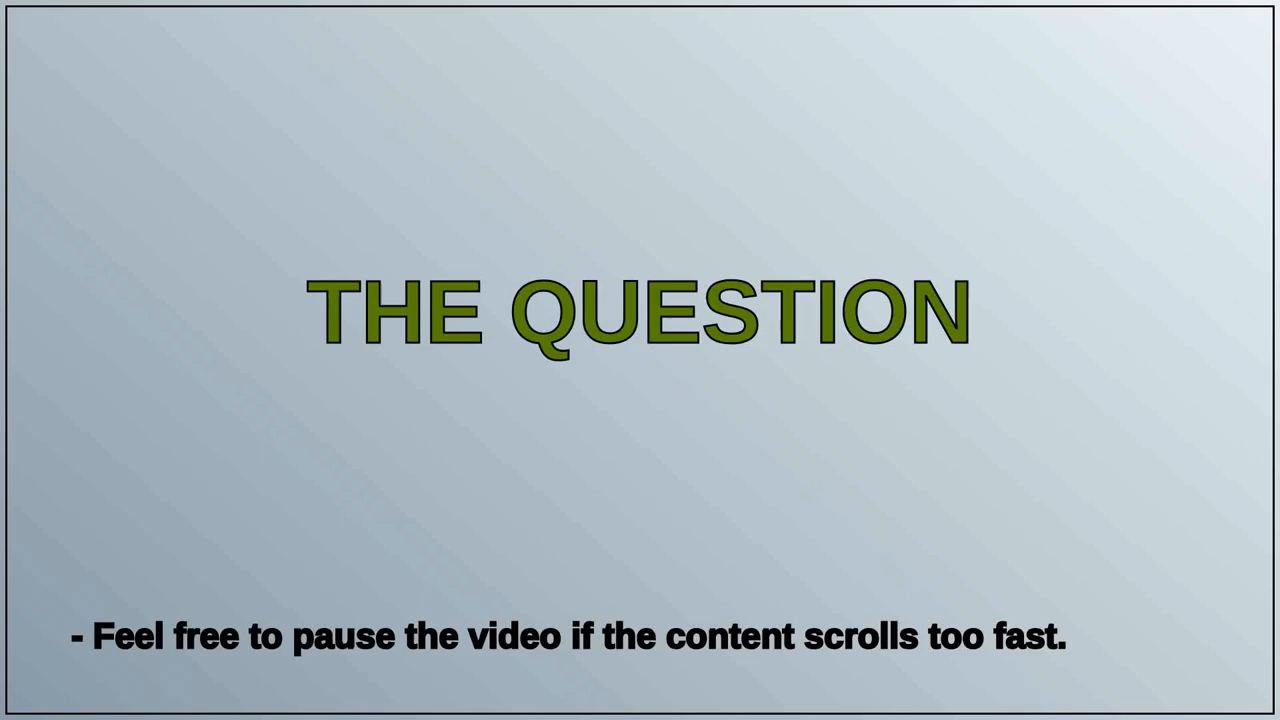 THE QUESTION
- Feel free to pause the video if the content scrolls too fast.